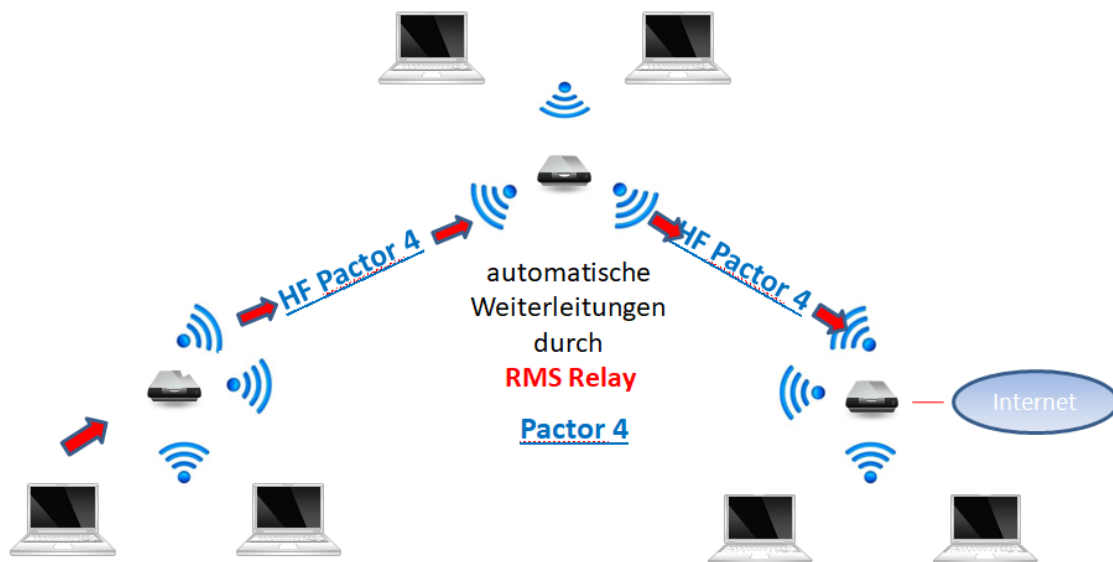 HF Pactor 4
HF Pactor 4
automatische
Weiterleitungen
durch
RMS Relay
Pactor 4
Internet